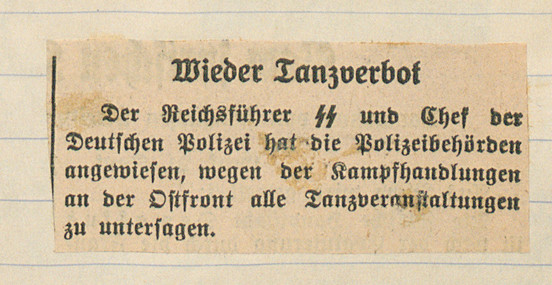 Wieder Tanzverbot
Der Reichsführer ᛋᛋ und Chef der
Deutschen Polizei hat die Polizeibehörden
angewiesen, wegen der Kampfhandlungen
an der Ostfront alle Tanzveranstaltungen
zu untersagen.